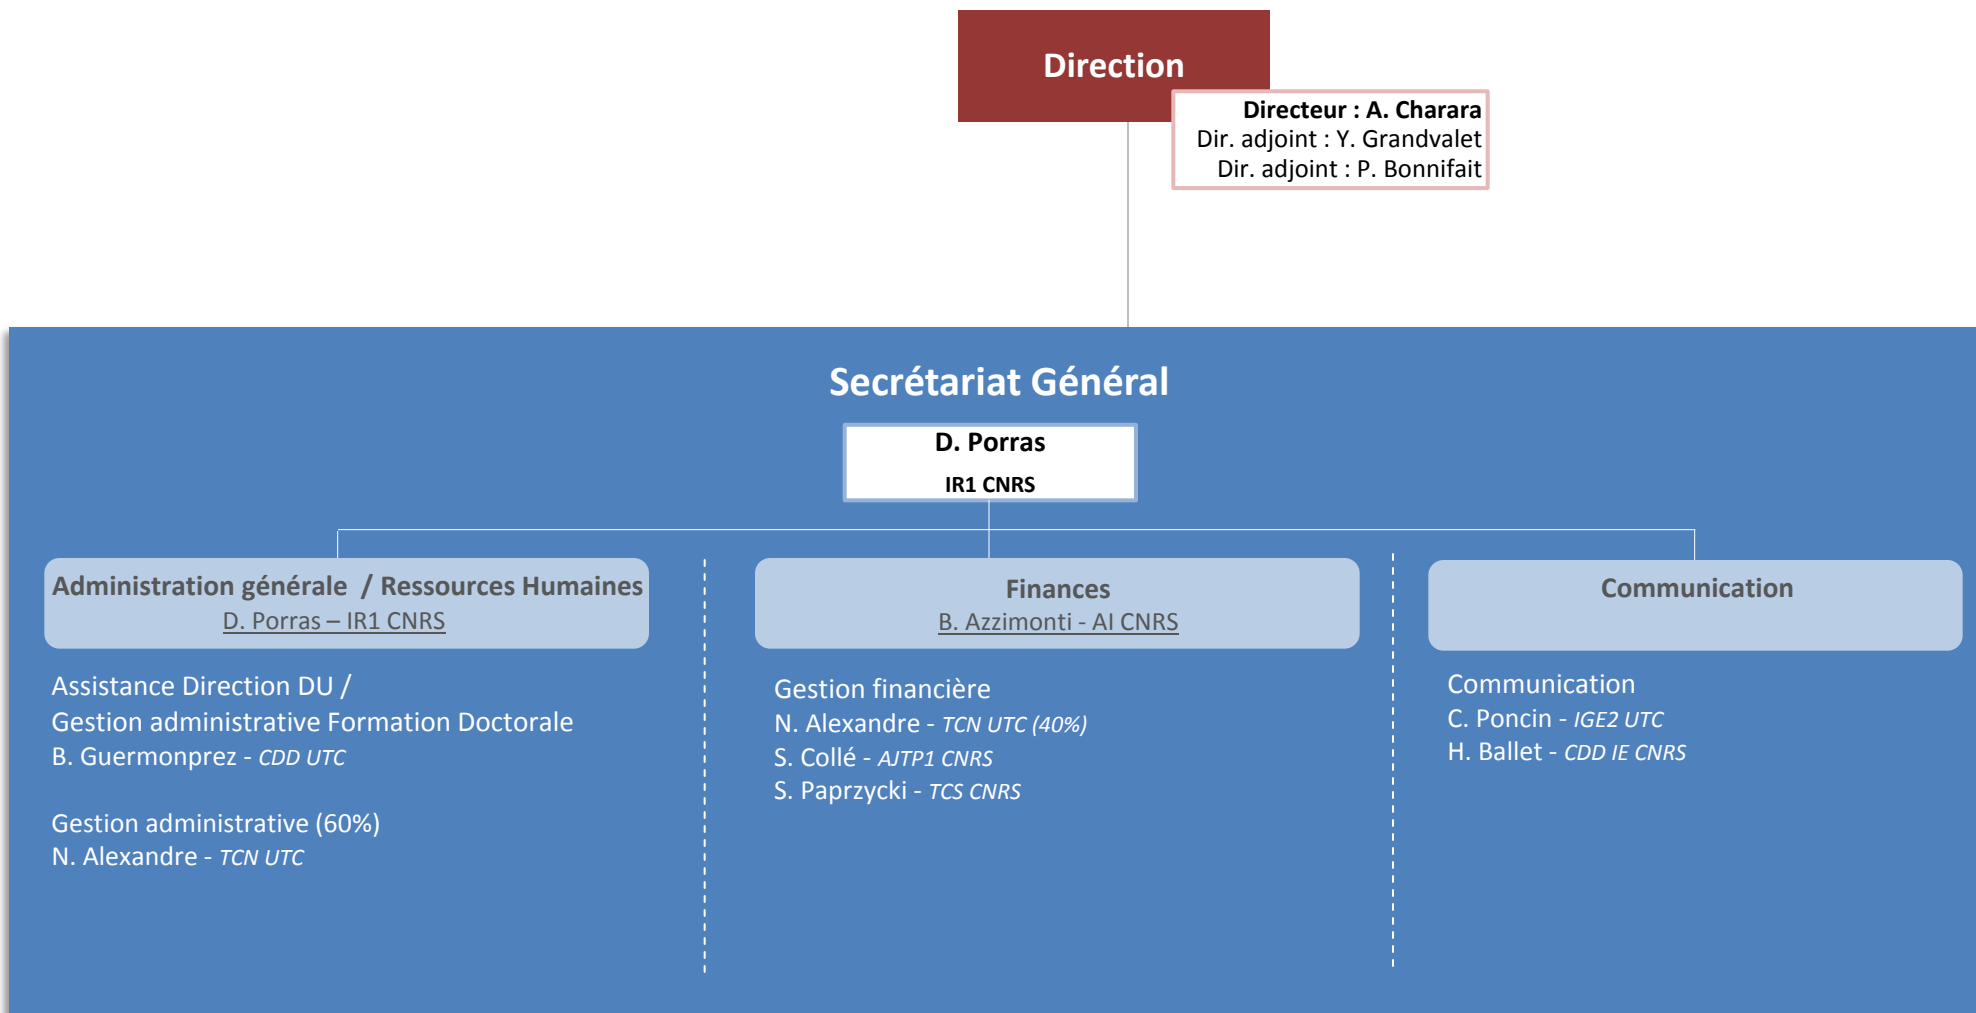 Direction
Directeur : A. Charara
Dir. adjoint : Y. Grandvalet
Dir. adjoint : P. Bonnifait
Secrétariat Général
D. Porras
IR1 CNRS
Administration générale / Ressources Humaines
D. Porras – IR1 CNRS
Assistance Direction DU /
Gestion administrative Formation Doctorale
B. Guermonprez - CDD UTC
Gestion administrative (60%)
N. Alexandre - TCN UTC
Finances
B. Azzimonti - AI CNRS
Gestion financière
N. Alexandre - TCN UTC (40%)
S. Collé - AJTP1 CNRS
S. Paprzycki - TCS CNRS
Communication
Communication
C. Poncin - IGE2 UTC
H. Ballet - CDD IE CNRS